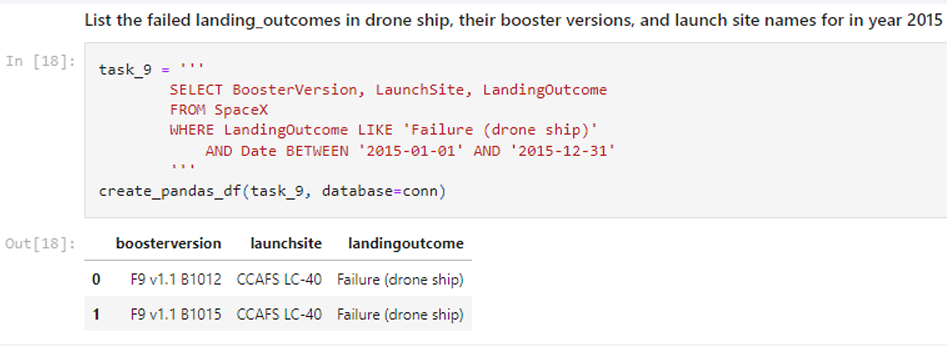 List the failed landing_outcomes in drone ship, their booster versions, and launch site names for in year 2015
In [18]:
task_9 = '''
SELECT BoosterVersion, LaunchSite, LandingOutcome
FROM SpaceX
WHERE LandingOutcome LIKE 'Failure (drone ship)'
AND Date BETWEEN '2015-01-01' AND '2015-12-31'
'''
create_pandas_df(task_9, database=conn)
Out[18]:
boosterversion launchsite landingoutcome
0 F9 v1.1 B1012 CCAFS LC-40 Failure (drone ship)
1 F9 v1.1 B1015 CCAFS LC-40 Failure (drone ship)